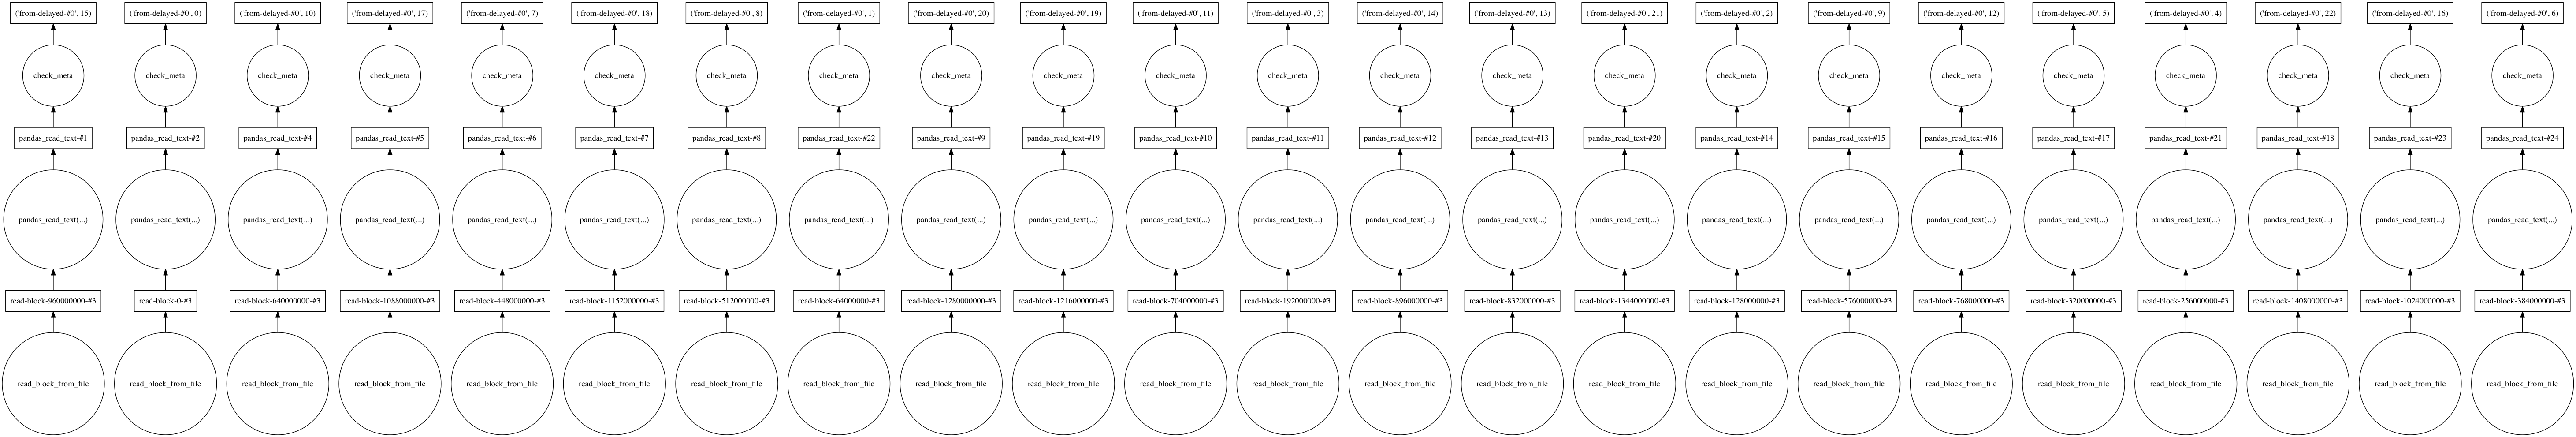 ('from-delayed-#0', 15) ('from-delayed-#0', 0) ('from-delayed-#0', 10) ('from-delayed-#0', 17) ('from-delayed-#0', 7) ('from-delayed-#0', 18) ('from-delayed-#0', 8) ('from-delayed-#0', 1) ('from-delayed-#0', 20) ('from-delayed-#0', 19) ('from-delayed-#0', 11) ('from-delayed-#0', 3) ('from-delayed-#0', 14) ('from-delayed-#0', 13) ('from-delayed-#0', 21) ('from-delayed-#0', 2) ('from-delayed-#0', 9) ('from-delayed-#0', 12) ('from-delayed-#0', 5) ('from-delayed-#0', 4) ('from-delayed-#0', 22) ('from-delayed-#0', 16) ('from-delayed-#0', 6)
check_meta check_meta check_meta check_meta check_meta check_meta check_meta check_meta check_meta check_meta check_meta check_meta check_meta check_meta check_meta check_meta check_meta check_meta check_meta check_meta check_meta check_meta check_meta
pandas_read_text-#1 pandas_read_text-#2 pandas_read_text-#4 pandas_read_text-#5 pandas_read_text-#6 pandas_read_text-#7 pandas_read_text-#8 pandas_read_text-#22 pandas_read_text-#9 pandas_read_text-#19 pandas_read_text-#10 pandas_read_text-#11 pandas_read_text-#12 pandas_read_text-#13 pandas_read_text-#20 pandas_read_text-#14 pandas_read_text-#15 pandas_read_text-#16 pandas_read_text-#17 pandas_read_text-#21 pandas_read_text-#18 pandas_read_text-#23 pandas_read_text-#24
pandas_read_text(...) pandas_read_text(...) pandas_read_text(...) pandas_read_text(...) pandas_read_text(...) pandas_read_text(...) pandas_read_text(...) pandas_read_text(...) pandas_read_text(...) pandas_read_text(...) pandas_read_text(...) pandas_read_text(...) pandas_read_text(...) pandas_read_text(...) pandas_read_text(...) pandas_read_text(...) pandas_read_text(...) pandas_read_text(...) pandas_read_text(...) pandas_read_text(...) pandas_read_text(...) pandas_read_text(...) pandas_read_text(...)
read-block-960000000-#3 read-block-0-#3 read-block-640000000-#3 read-block-1088000000-#3 read-block-448000000-#3 read-block-1152000000-#3 read-block-512000000-#3 read-block-64000000-#3 read-block-1280000000-#3 read-block-1216000000-#3 read-block-704000000-#3 read-block-192000000-#3 read-block-896000000-#3 read-block-832000000-#3 read-block-1344000000-#3 read-block-128000000-#3 read-block-576000000-#3 read-block-768000000-#3 read-block-320000000-#3 read-block-256000000-#3 read-block-1408000000-#3 read-block-1024000000-#3 read-block-384000000-#3
read_block_from_file read_block_from_file read_block_from_file read_block_from_file read_block_from_file read_block_from_file read_block_from_file read_block_from_file read_block_from_file read_block_from_file read_block_from_file read_block_from_file read_block_from_file read_block_from_file read_block_from_file read_block_from_file read_block_from_file read_block_from_file read_block_from_file read_block_from_file read_block_from_file read_block_from_file read_block_from_file